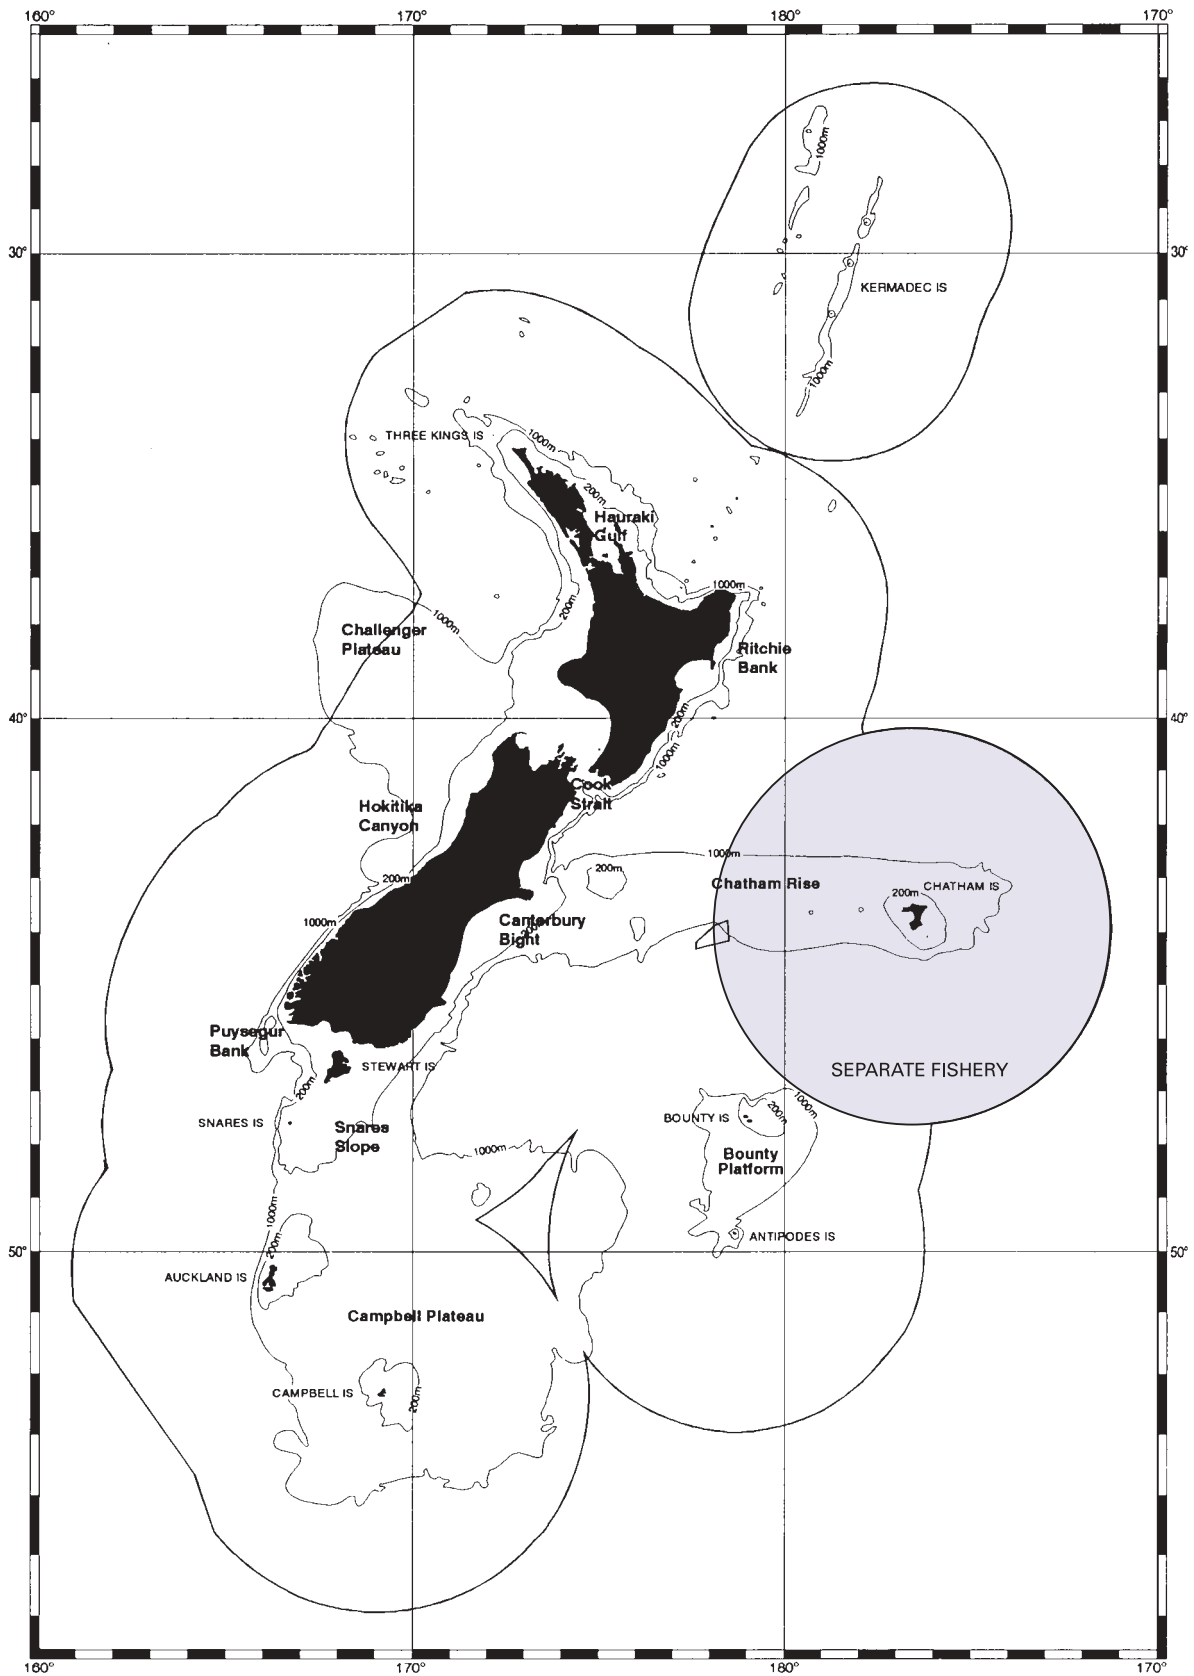 160°
170°
180°
170°
1000m
30°
30°
KERMADEC IS
1000m
THREE KINGS IS
1000m
200m
Hauraki
Gulf
1000m
200m
1000m
Challenger
Plateau
Ritchie
Bank
200m
40°
40°
1000m
Cook
Strait
Hokitika
Canyon
1000m
200m
200m
Chatham Rise
CHATHAM IS
200m
1000m
Canterbury
Bight
200m
Puysegur
Bank
STEWART IS
SEPARATE FISHERY
200m
1000m
200m
SNARES IS
BOUNTY IS
Snares
Slope
1000m
Bounty
Platform
1000m
200m
ANTIPODES IS
50°
50°
AUCKLAND IS
Campbell Plateau
CAMPBELL IS
200m
160°
170°
180°
170°